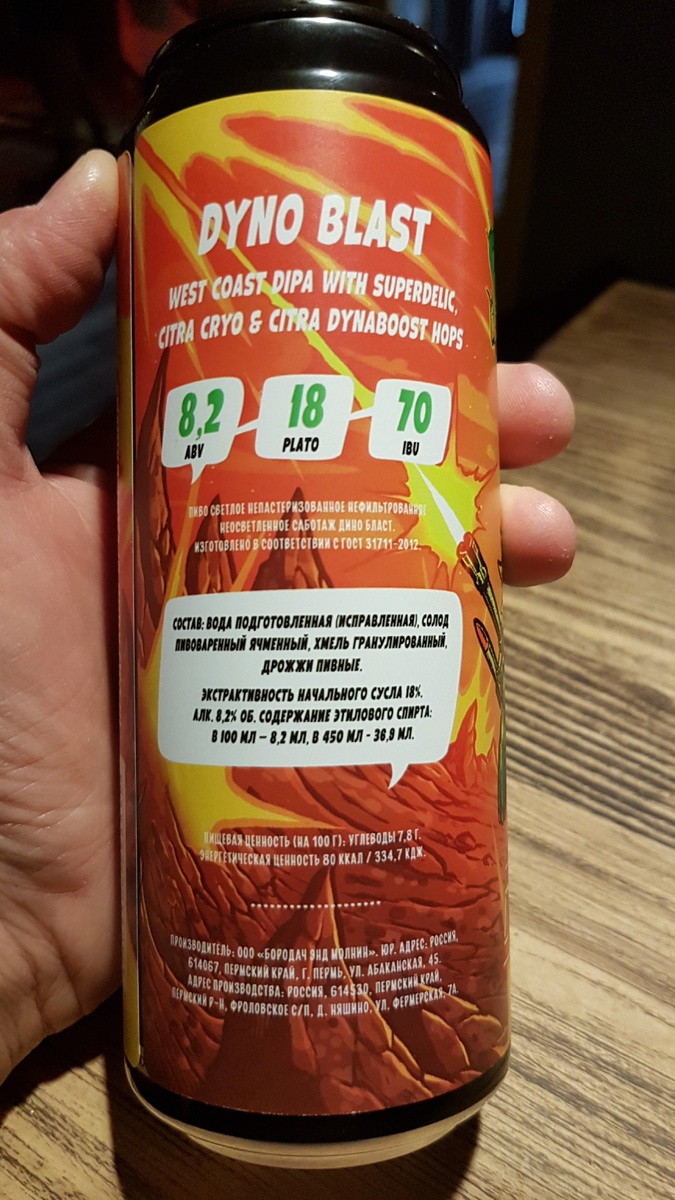 DYNO BLAST
WEST COAST DIPA WITH SUPERDELIC,
CITRA CRYO & CITRA DYNABOOST HOPS
8,2 18 70
ABV PLATO IBU
ПИВО СВЕТЛОЕ НЕПАСТЕРИЗОВАННОЕ НЕФИЛЬТРОВАННОЕ
НЕОСВЕТЛЕННОЕ САБОТАЖ ДИНО БЛАСТ.
ИЗГОТОВЛЕНО В СООТВЕТСТВИИ С ГОСТ 31711-2012.
СОСТАВ: ВОДА ПОДГОТОВЛЕННАЯ (ИСПРАВЛЕННАЯ), СОЛОД
ПИВОВАРЕННЫЙ ЯЧМЕННЫЙ, ХМЕЛЬ ГРАНУЛИРОВАННЫЙ,
ДРОЖЖИ ПИВНЫЕ.
ЭКСТРАКТИВНОСТЬ НАЧАЛЬНОГО СУСЛА 18%.
АЛК. 8,2% ОБ. СОДЕРЖАНИЕ ЭТИЛОВОГО СПИРТА:
В 100 МЛ – 8,2 МЛ, В 450 МЛ - 36,9 МЛ.
ПИЩЕВАЯ ЦЕННОСТЬ (НА 100 Г): УГЛЕВОДЫ 7,8 Г.
ЭНЕРГЕТИЧЕСКАЯ ЦЕННОСТЬ 80 ККАЛ / 334,7 КДЖ.
ПРОИЗВОДИТЕЛЬ: ООО «БОРОДАЧ ЭНД МОЛНИН». ЮР. АДРЕС: РОССИЯ,
614067, ПЕРМСКИЙ КРАЙ, Г. ПЕРМЬ, УЛ. АБАКАНСКАЯ, 45.
АДРЕС ПРОИЗВОДСТВА: РОССИЯ, 614530, ПЕРМСКИЙ КРАЙ,
ПЕРМСКИЙ Р-Н, ФРОЛОВСКОЕ С/П, Д. НЯШИНО, УЛ. ФЕРМЕРСКАЯ, 7А.